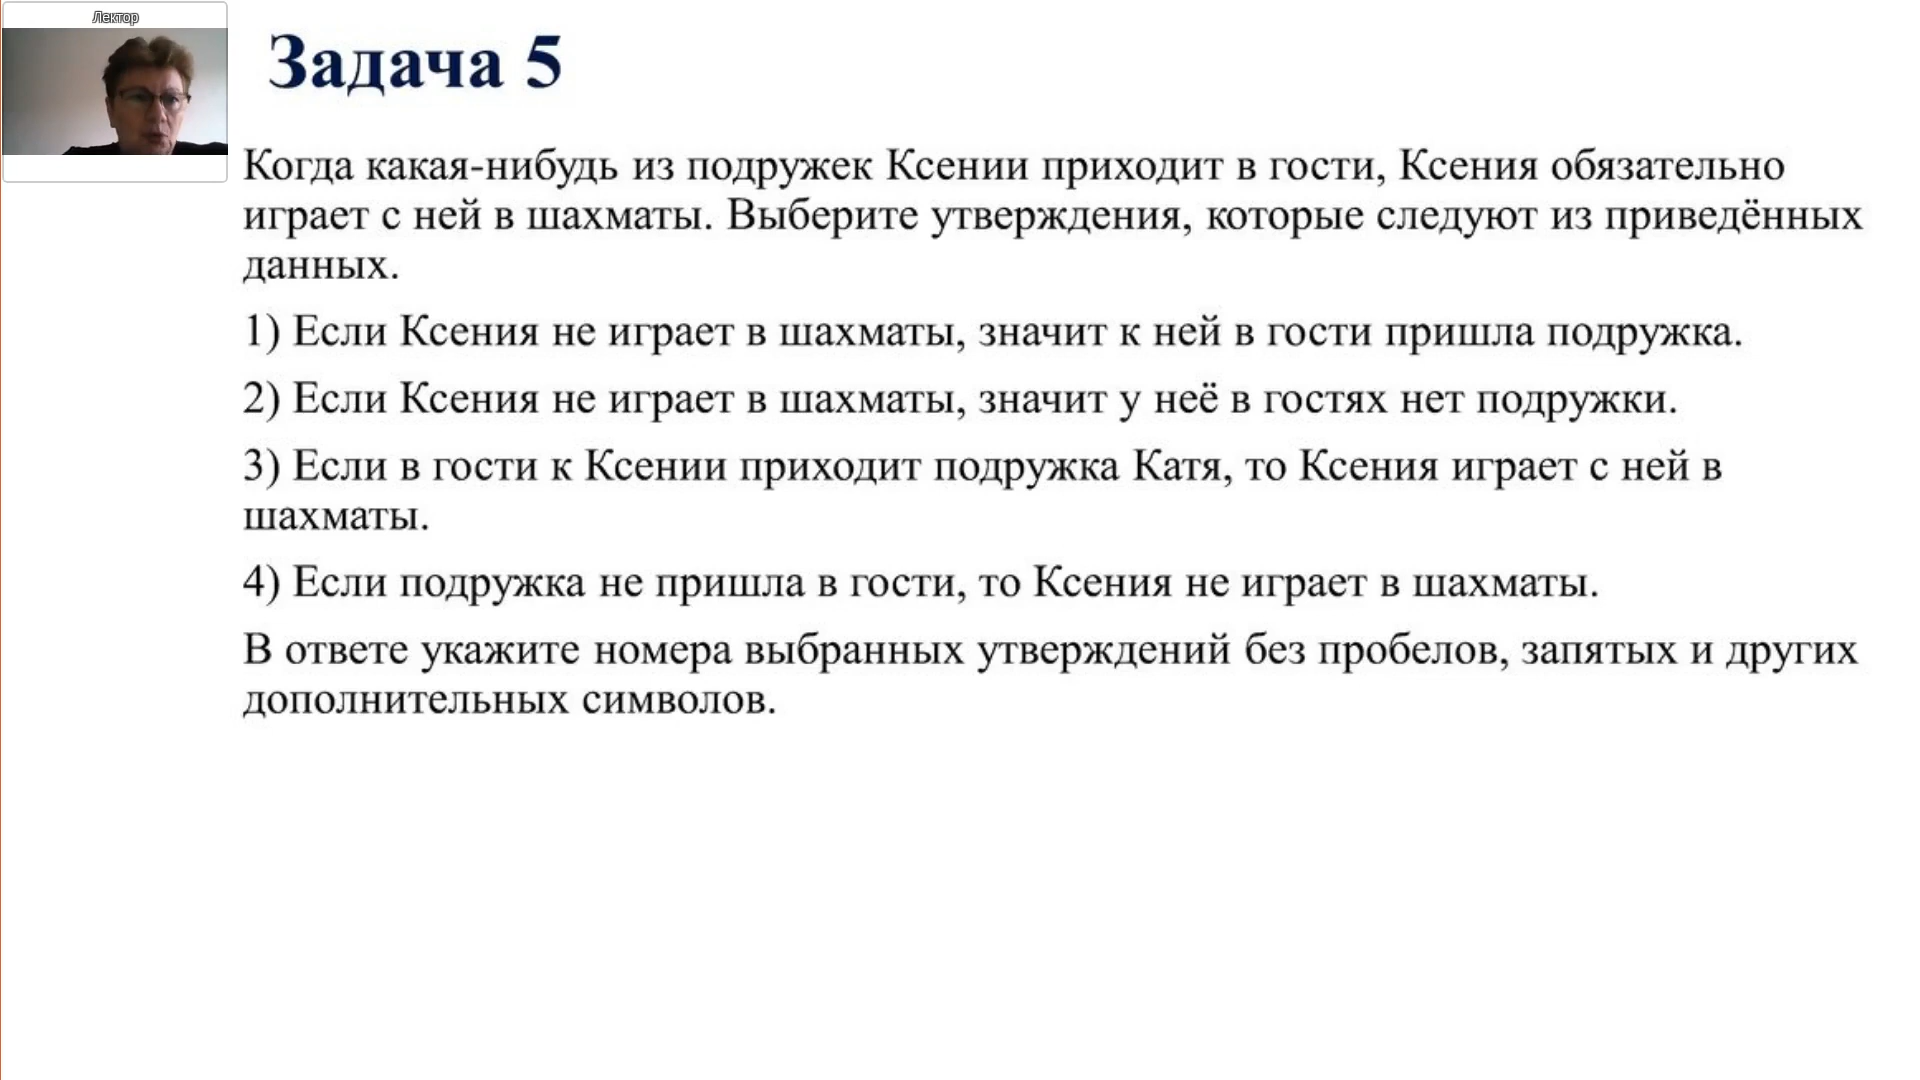 Лектор
Задача 5
Когда какая-нибудь из подружек Ксении приходит в гости, Ксения обязательно
играет с ней в шахматы. Выберите утверждения, которые следуют из приведённых
данных.
1) Если Ксения не играет в шахматы, значит к ней в гости пришла подружка.
2) Если Ксения не играет в шахматы, значит у неё в гостях нет подружки.
3) Если в гости к Ксении приходит подружка Катя, то Ксения играет с ней в
шахматы.
4) Если подружка не пришла в гости, то Ксения не играет в шахматы.
В ответе укажите номера выбранных утверждений без пробелов, запятых и других
дополнительных символов.